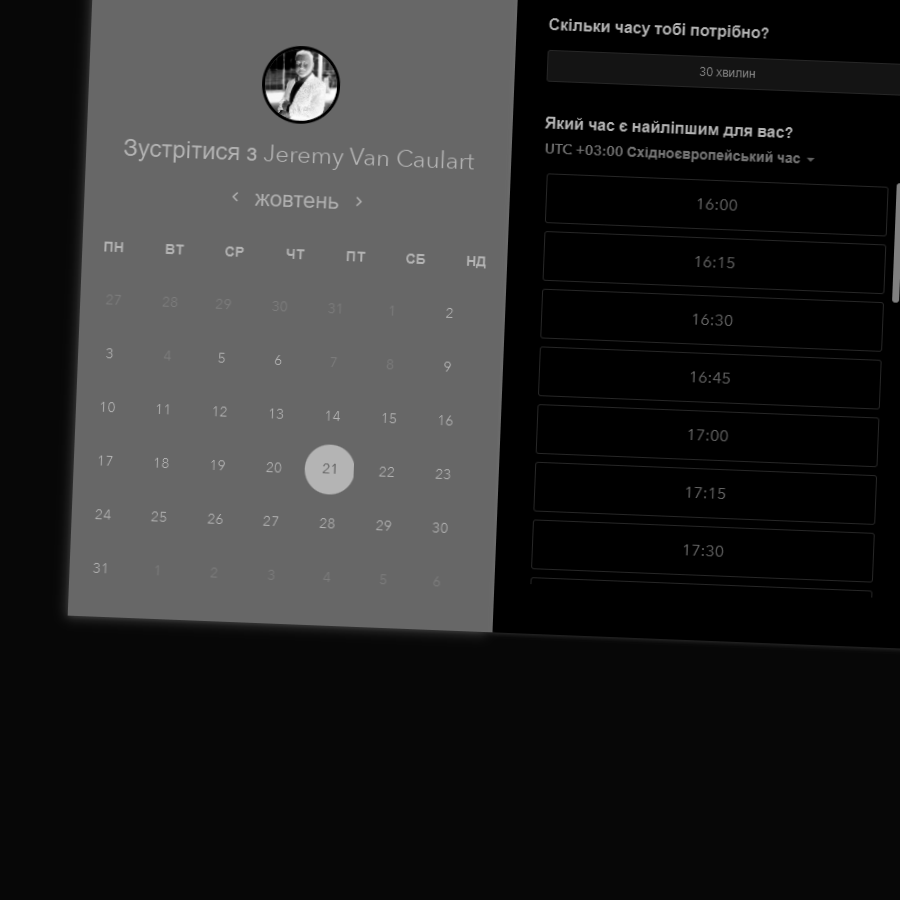 Зустрітися з Jeremy Van Caulart
жовтень
ПН ВТ СР ЧТ ПТ СБ НД
27 28 29 30 31 1 2
3 4 5 6 7 8 9
10 11 12 13 14 15 16
17 18 19 20 21 22 23
24 25 26 27 28 29 30
31 1 2 3 4 5 6
Скільки часу тобі потрібно?
30 хвилин
Який час є найліпшим для вас?
UTC +03:00 Східноєвропейський час
16:00
16:15
16:30
16:45
17:00
17:15
17:30